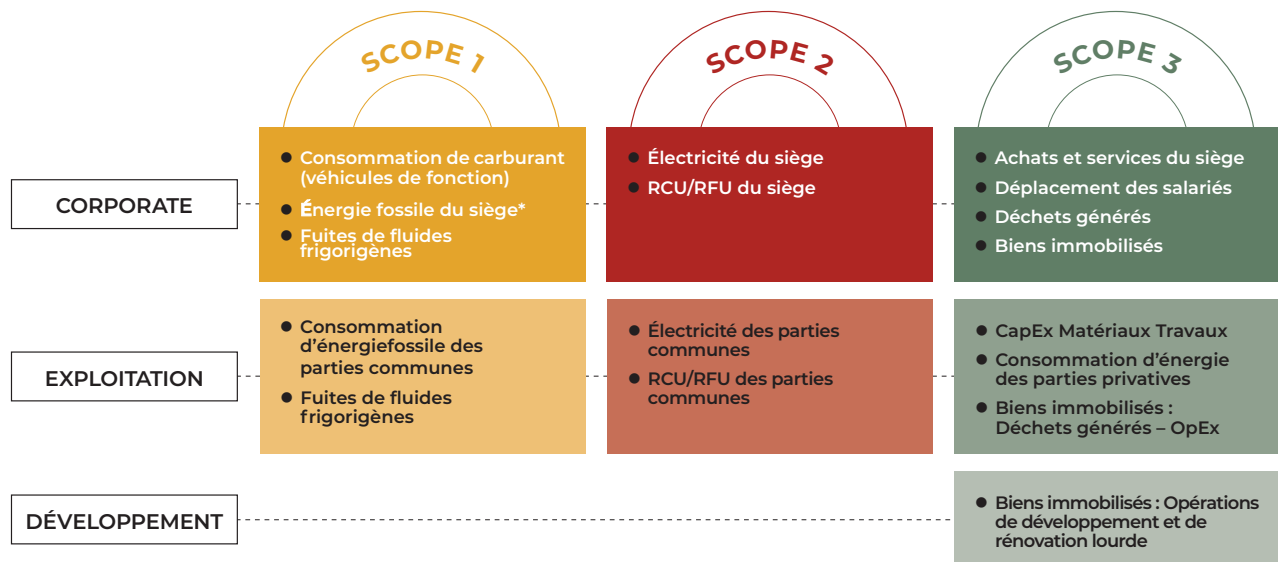 SCOPE 1
SCOPE 2
SCOPE 3
CORPORATE
● Consommation de carburant
(véhicules de fonction)
● Énergie fossile du siège*
● Fuites de fluides
frigorigènes
● Électricité du siège
● RCU/RFU du siège
● Achats et services du siège
● Déplacement des salariés
● Déchets générés
● Biens immobilisés
EXPLOITATION
● Consommation
d’énergiefossile des
parties communes
● Fuites de fluides
frigorigènes
● Électricité des parties
communes
● RCU/RFU des parties
communes
● CapEx Matériaux Travaux
● Consommation d’énergie
des parties privatives
● Biens immobilisés :
Déchets générés – OpEx
DÉVELOPPEMENT
● Biens immobilisés : Opérations
de développement et de
rénovation lourde